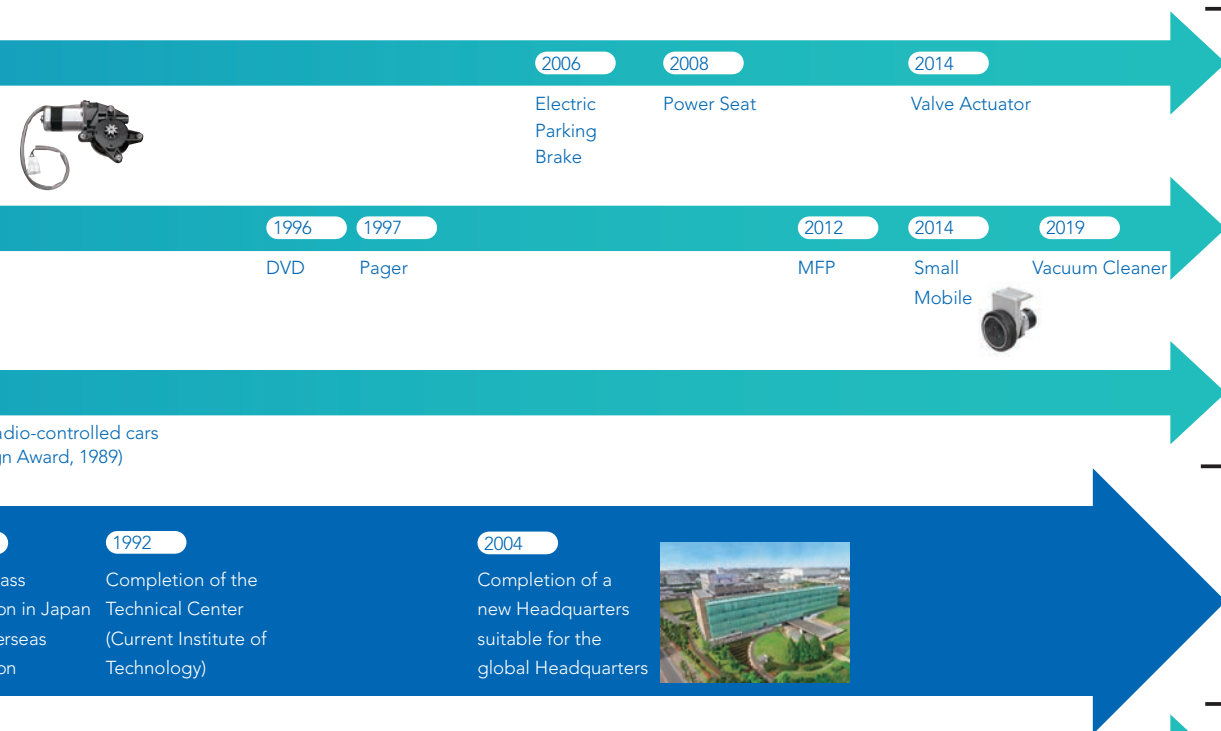 2006
2008
2014
Electric
Parking
Brake
Power Seat
Valve Actuator
1996
1997
2012
2014
2019
DVD
Pager
MFP
Small
Mobile
Vacuum Cleaner
adio-controlled cars
gn Award, 1989)
1992
2004
ass
on in Japan
erseas
on
Completion of the
Technical Center
(Current Institute of
Technology)
Completion of a
new Headquarters
suitable for the
global Headquarters